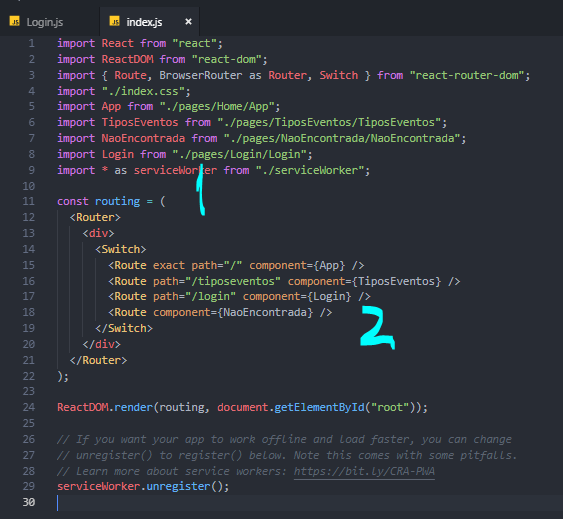 Login.js index.js ×
1 import React from "react";
2 import ReactDOM from "react-dom";
3 import { Route, BrowserRouter as Router, Switch } from "react-router-dom";
4 import "./index.css";
5 import App from "./pages/Home/App";
6 import TiposEventos from "./pages/TiposEventos/TiposEventos";
7 import NaoEncontrada from "./pages/NaoEncontrada/NaoEncontrada";
8 import Login from "./pages/Login/Login";
9 import * as serviceWorker from "./serviceWorker";
1
10
11 const routing = (
12 <Router>
13 <div>
14 <Switch>
15 <Route exact path="/" component={App} />
16 <Route path="/tiposeventos" component={TiposEventos} />
17 <Route path="/login" component={Login} />
18 <Route component={NaoEncontrada} />
2
19 </Switch>
20 </div>
21 </Router>
22 );
23
24 ReactDOM.render(routing, document.getElementById("root"));
25
26 // If you want your app to work offline and load faster, you can change
27 // unregister() to register() below. Note this comes with some pitfalls.
28 // Learn more about service workers: https://bit.ly/CRA-PWA
29 serviceWorker.unregister();
30